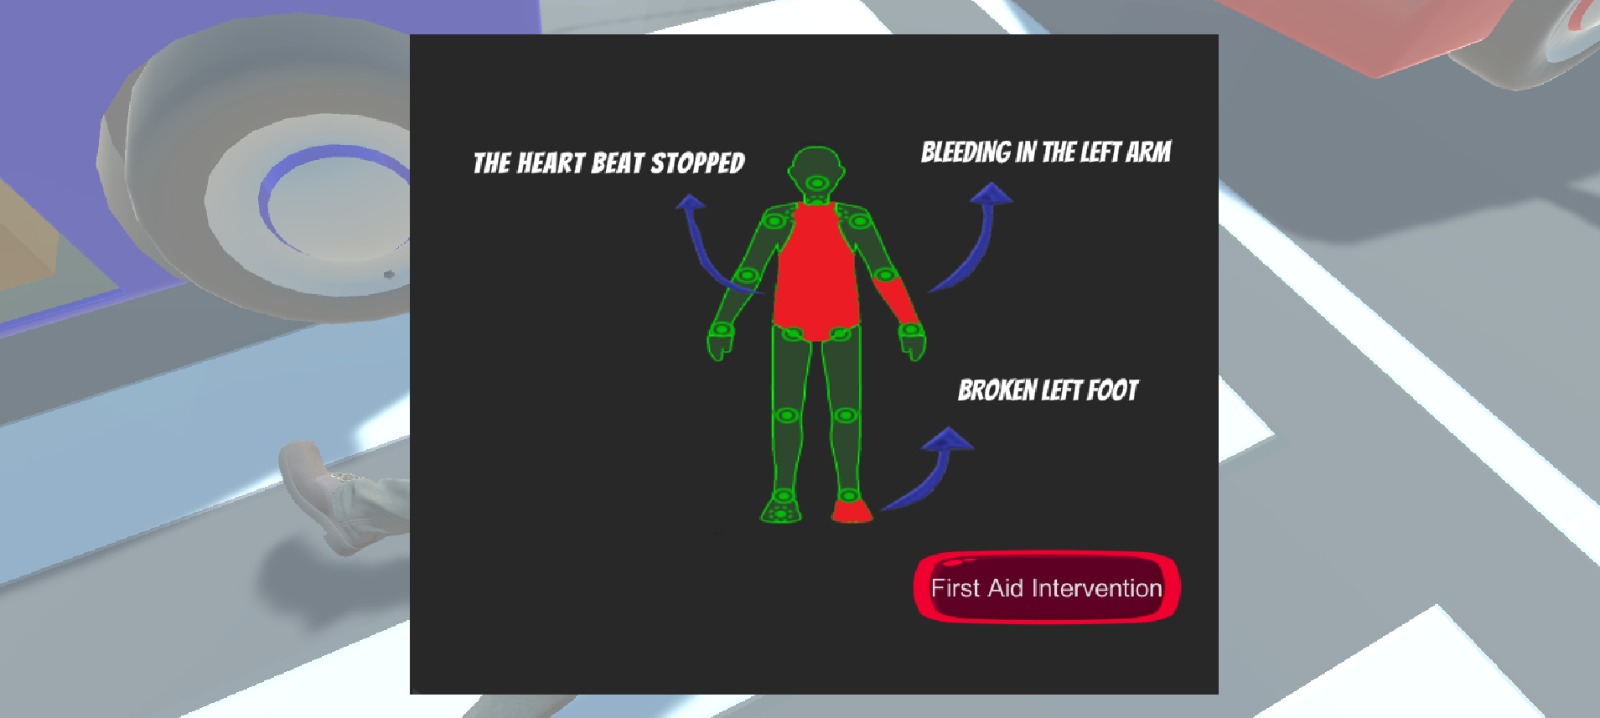 THE HEART BEAT STOPPED
BLEEDING IN THE LEFT ARM
BROKEN LEFT FOOT
First Aid Intervention